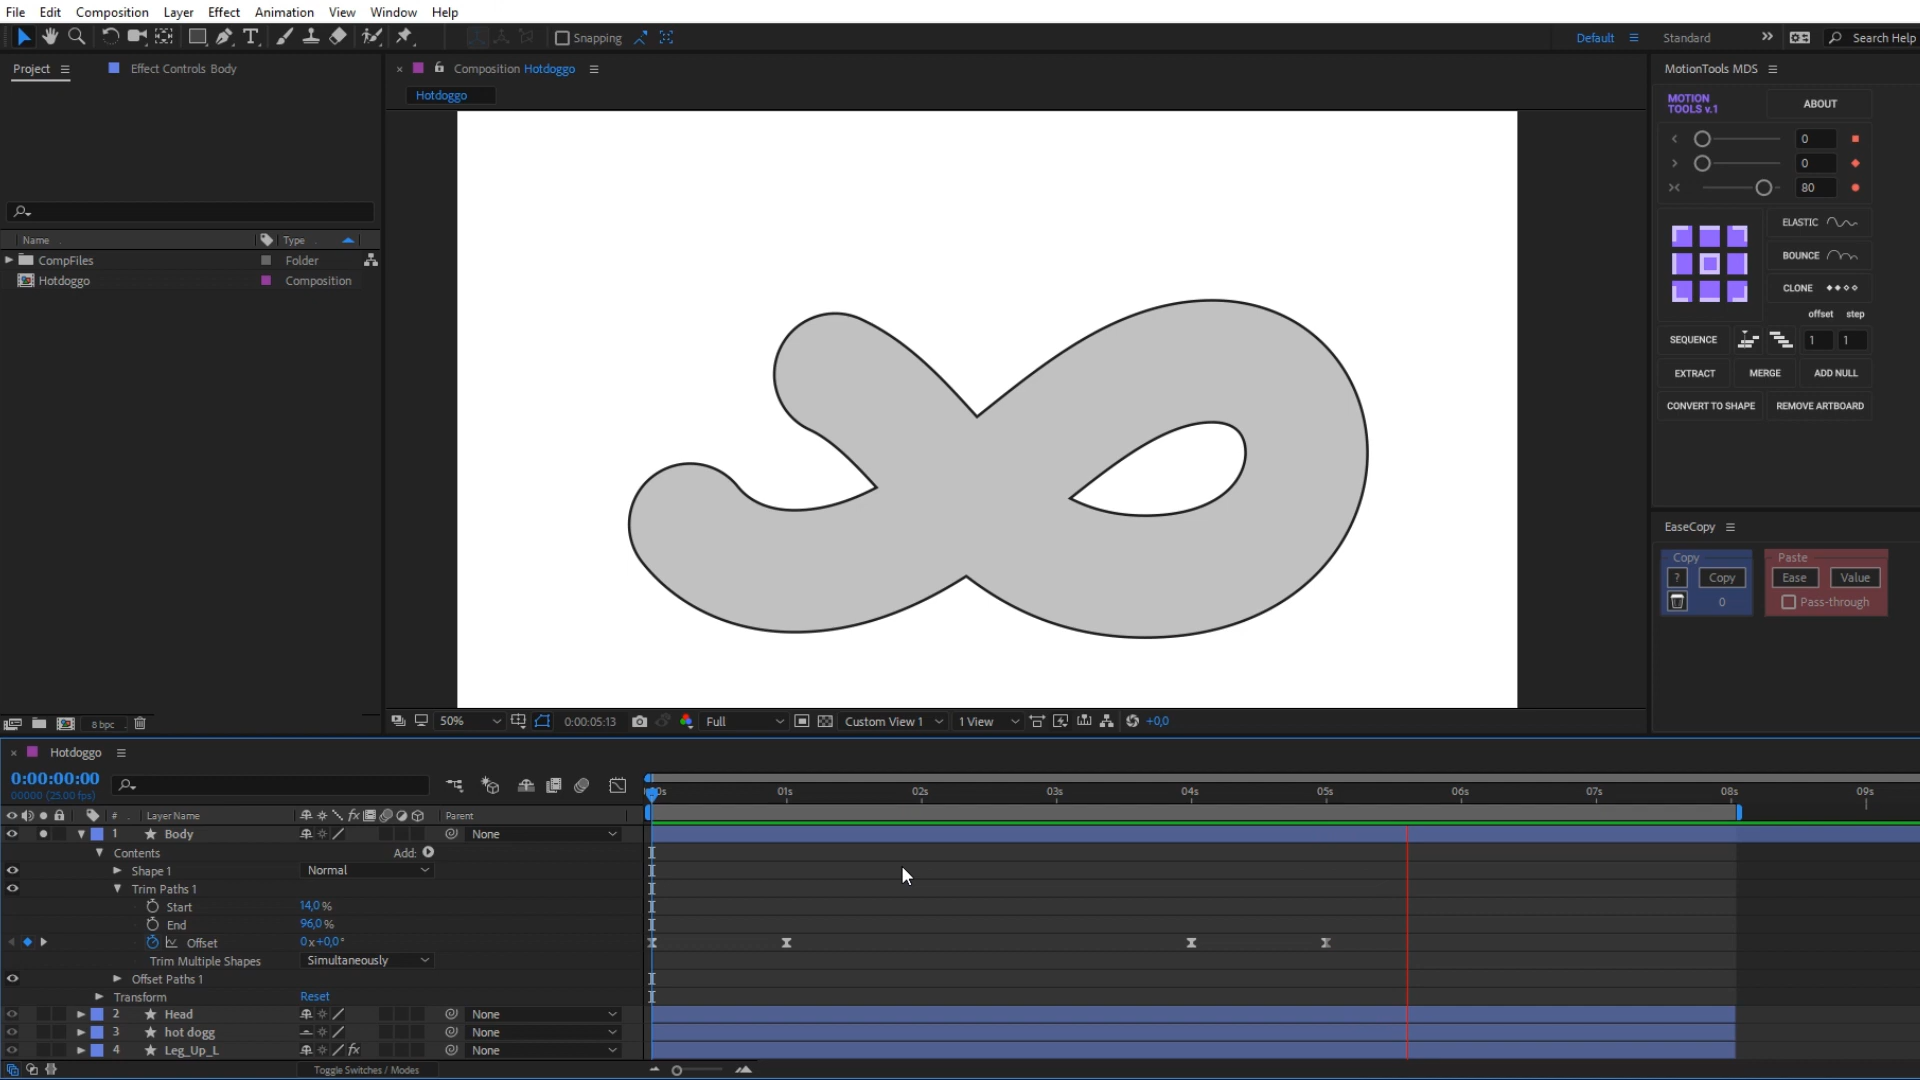 File Edit Composition Layer Effect Animation View Window Help
Snapping Default Standard Search Help
Project Effect Controls Body
Composition Hotdoggo
Hotdoggo
MotionTools MDS
MOTION TOOLS v.1 ABOUT
0
0
80
ELASTIC
BOUNCE
CLONE
offset step
SEQUENCE 1 1
EXTRACT MERGE ADD NULL
CONVERT TO SHAPE REMOVE ARTBOARD
EaseCopy
Copy Paste
? Copy Ease Value
0 Pass-through
Name Type
CompFiles Folder
Hotdoggo Composition
8 bpc
50% 0:00:05:13 Full Custom View 1 1 View +0,0
Hotdoggo
0:00:00:00
00000 (25.00 fps)
01s 02s 03s 04s 05s 06s 07s 08s 09s
# Layer Name fx Parent
1 Body None
Contents Add:
Shape 1 Normal
Trim Paths 1
Start 14,0%
End 96,0%
Offset 0x+0,0°
Trim Multiple Shapes Simultaneously
Offset Paths 1
Transform Reset
2 Head None
3 hot dogg None
4 Leg_Up_L fx None
Toggle Switches / Modes